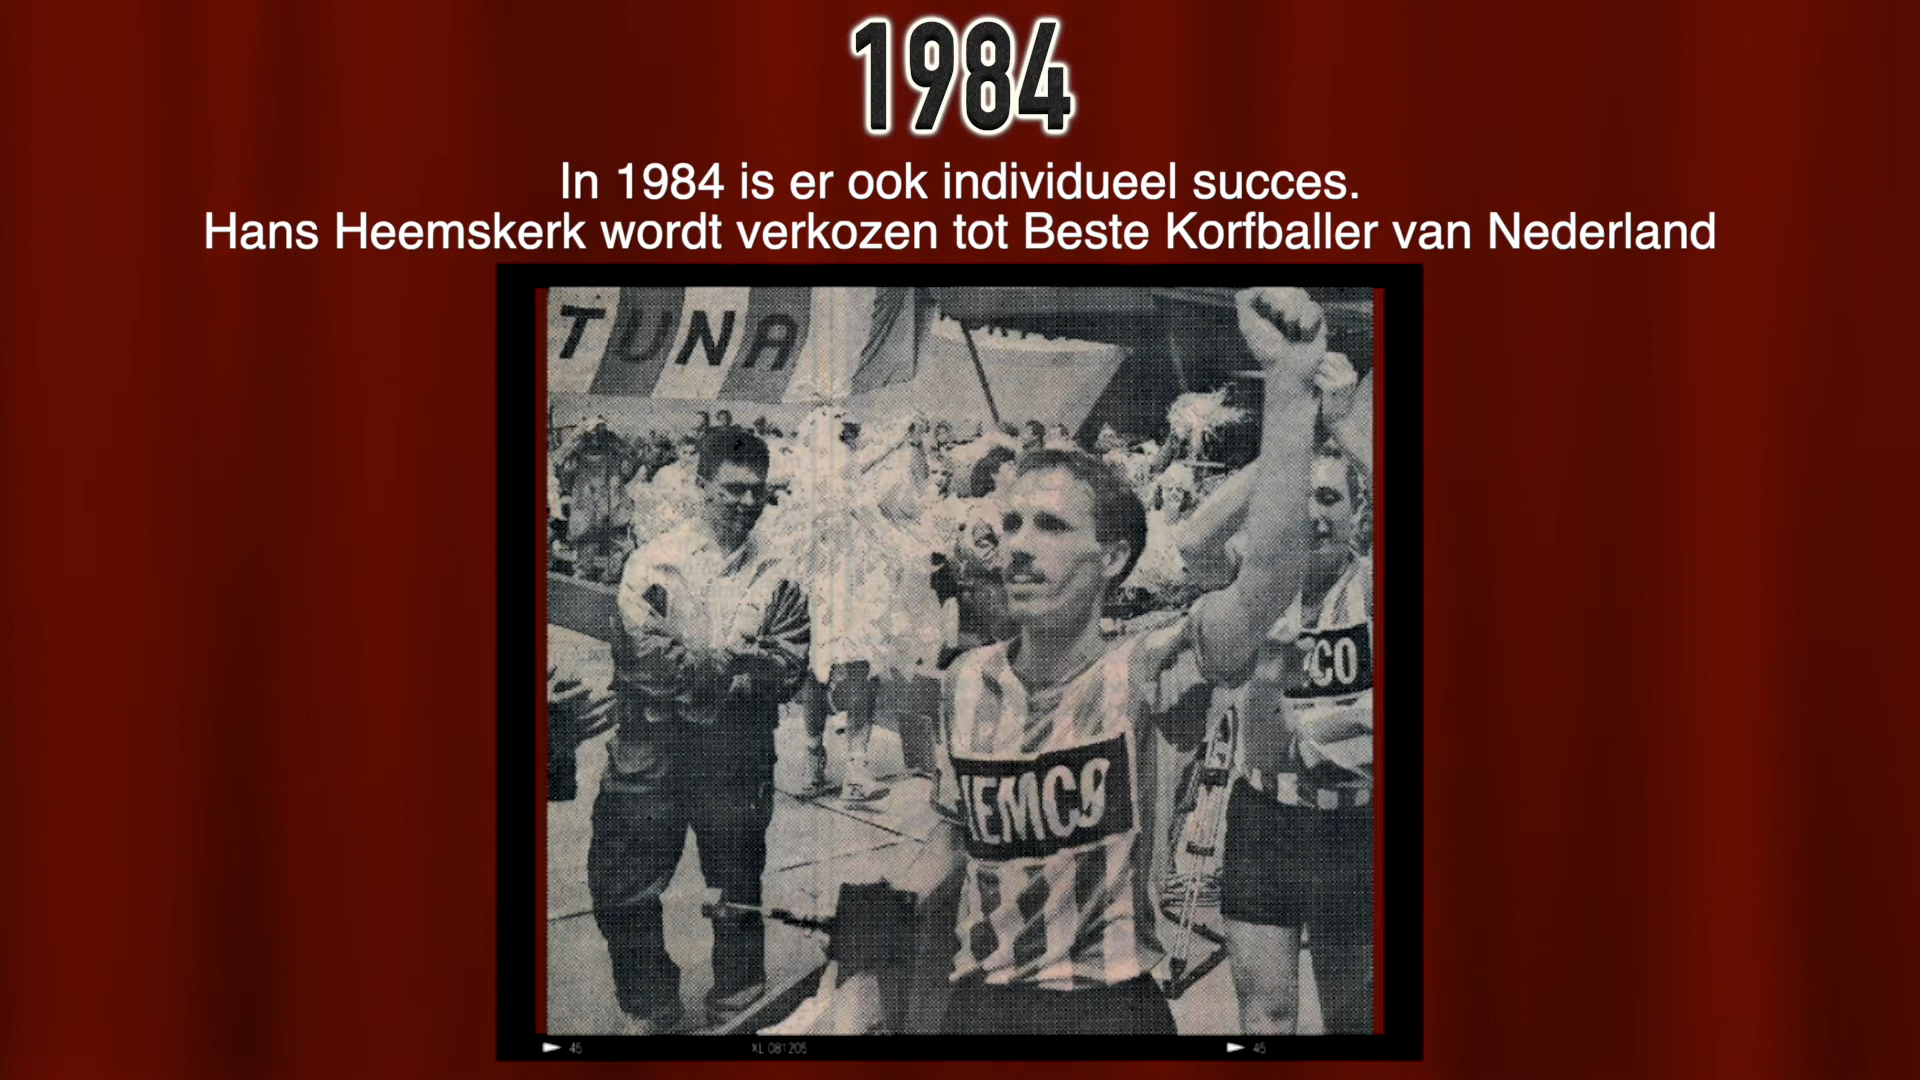 1984
In 1984 is er ook individueel succes.
Hans Heemskerk wordt verkozen tot Beste Korfballer van Nederland
TUNA
CO
IEMCO
45
XL 081205
45